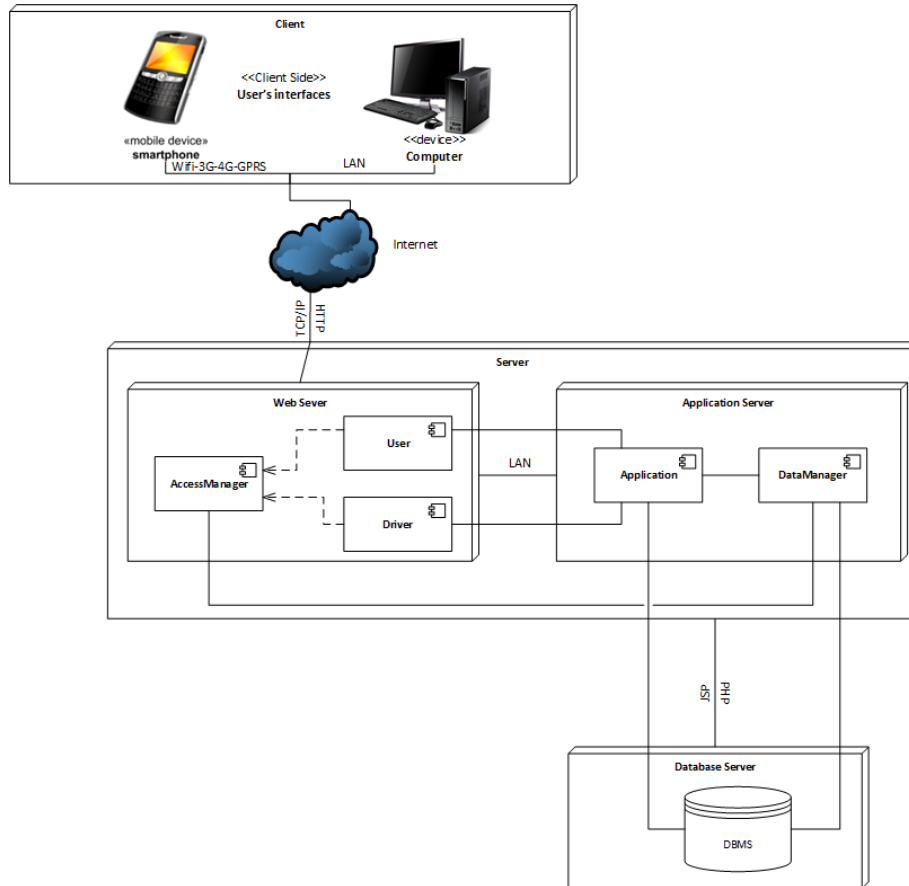 Client
<<Client Side>>
User's interfaces
«mobile device»
smartphone
<<device>>
Computer
Wifi-3G-4G-GPRS
LAN
Internet
TCP/IP
HTTP
Server
Web Sever
Application Server
User
AccessManager
Driver
LAN
Application
DataManager
JSP
PHP
Database Server
DBMS